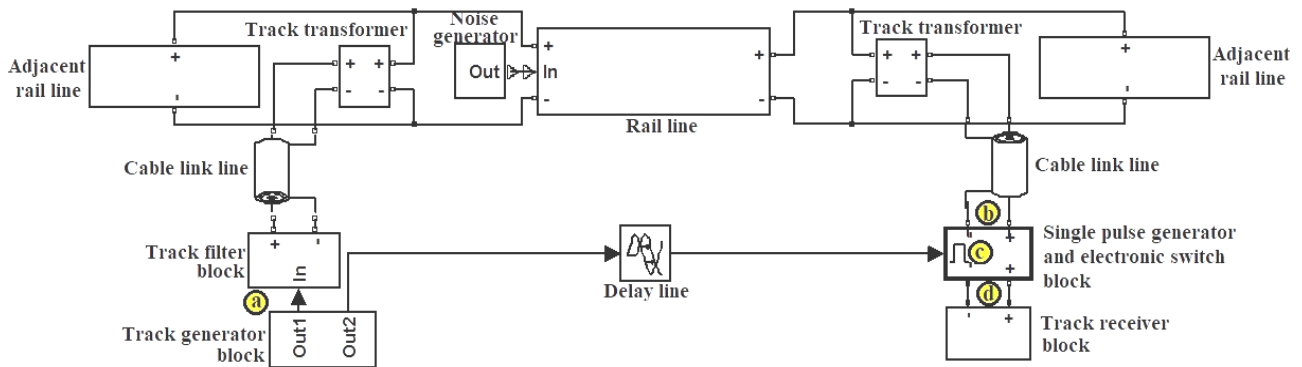 Track transformer
Noise
generator
Track transformer
Adjacent
rail line
+
-
+ +
- -
Out
+
In
-
+
-
Rail line
+ +
- -
+
-
Adjacent
rail line
Cable link line
Cable link line
Track filter
block
+ -
In
Delay line
b
- +
c
- +
Single pulse generator
and electronic switch
block
a
d
Track generator
block
Out1
Out2
- +
Track receiver
block